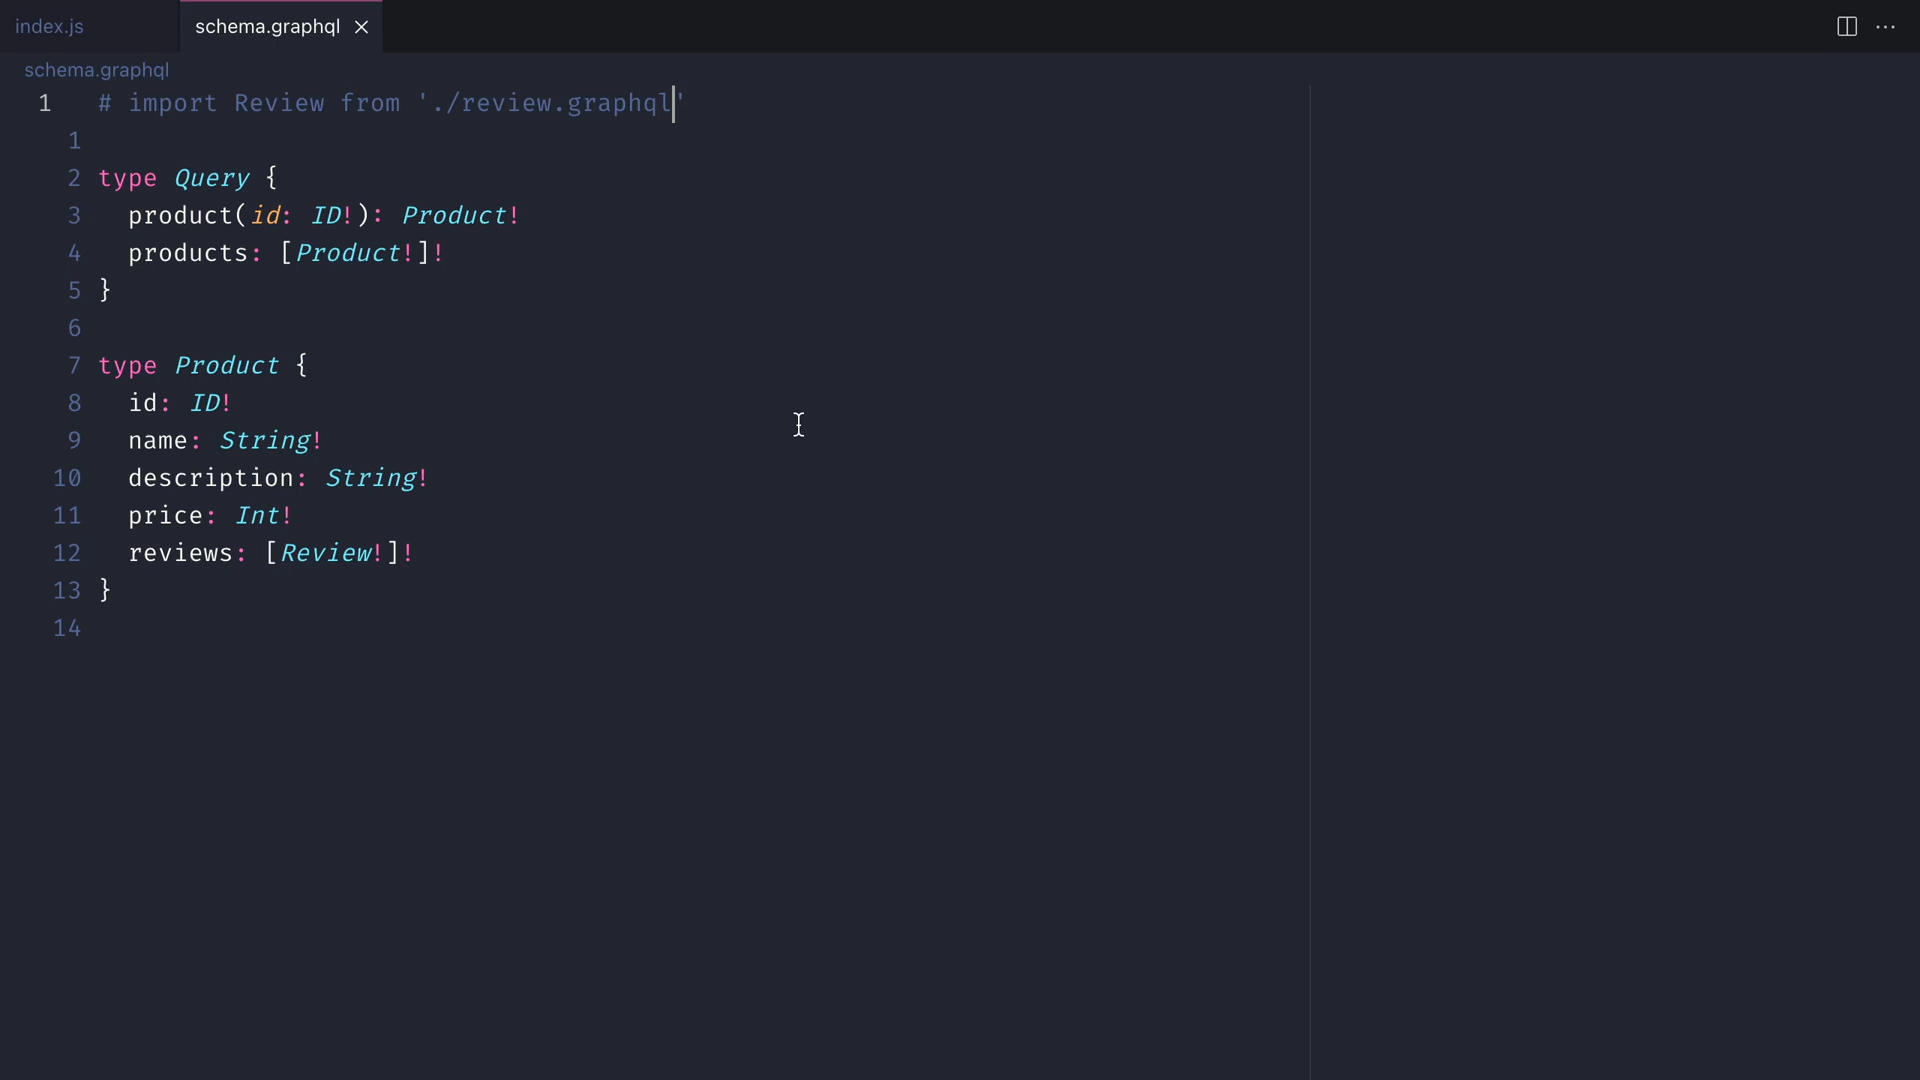 index.js schema.graphql
schema.graphql
1 # import Review from './review.graphql'
1
2 type Query {
3 product(id: ID!): Product!
4 products: [Product!]!
5 }
6
7 type Product {
8 id: ID!
9 name: String!
10 description: String!
11 price: Int!
12 reviews: [Review!]!
13 }
14